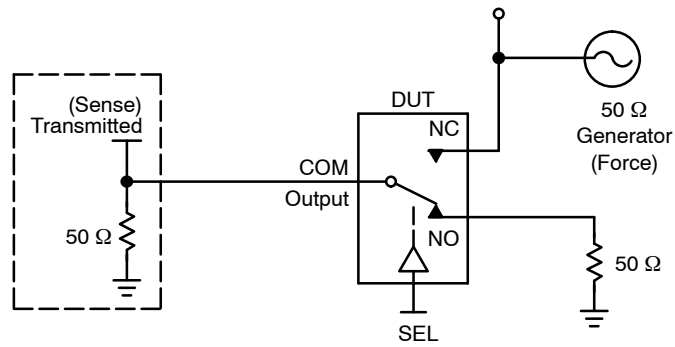 DUT
(Sense)
Transmitted
NC
50 Ω
Generator
(Force)
COM
Output
50 Ω
NO
50 Ω
SEL